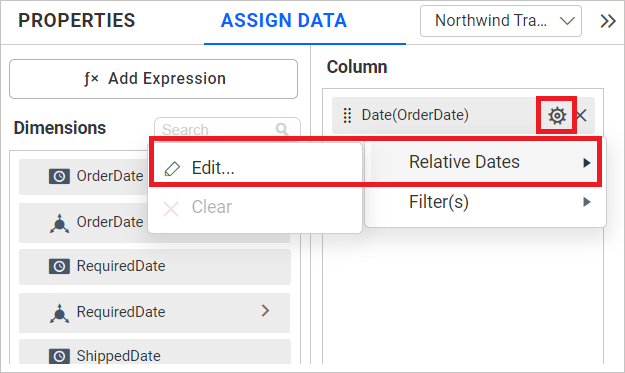 PROPERTIES
ASSIGN DATA
Northwind Tra...
ƒ× Add Expression
Column
Date(OrderDate)
Dimensions
Search
Edit...
Clear
Relative Dates
Filter(s)
OrderDate
OrderDate
RequiredDate
RequiredDate
ShippedDate